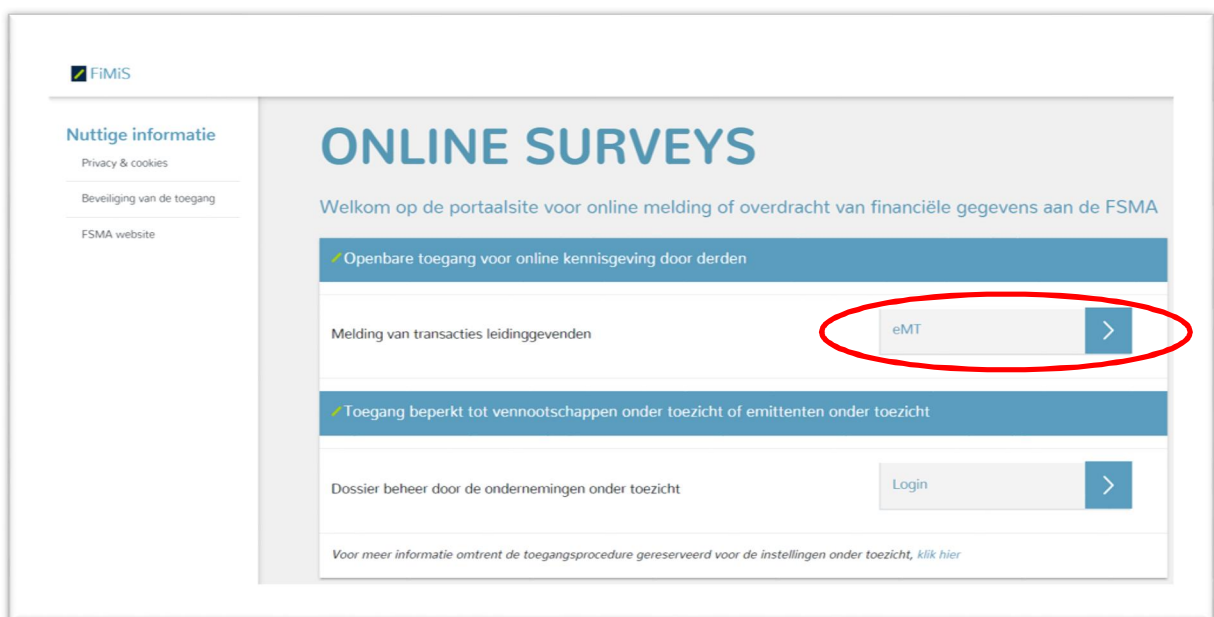 FiMiS
Nuttige informatie
Privacy & cookies
Beveiliging van de toegang
FSMA website
ONLINE SURVEYS
Welkom op de portaalsite voor online melding of overdracht van financiële gegevens aan de FSMA
Openbare toegang voor online kennisgeving door derden
Melding van transacties leidinggevenden
eMT
Toegang beperkt tot vennootschappen onder toezicht of emittenten onder toezicht
Dossier beheer door de ondernemingen onder toezicht
Login
Voor meer informatie omtrent de toegangsprocedure gereserveerd voor de instellingen onder toezicht, klik hier